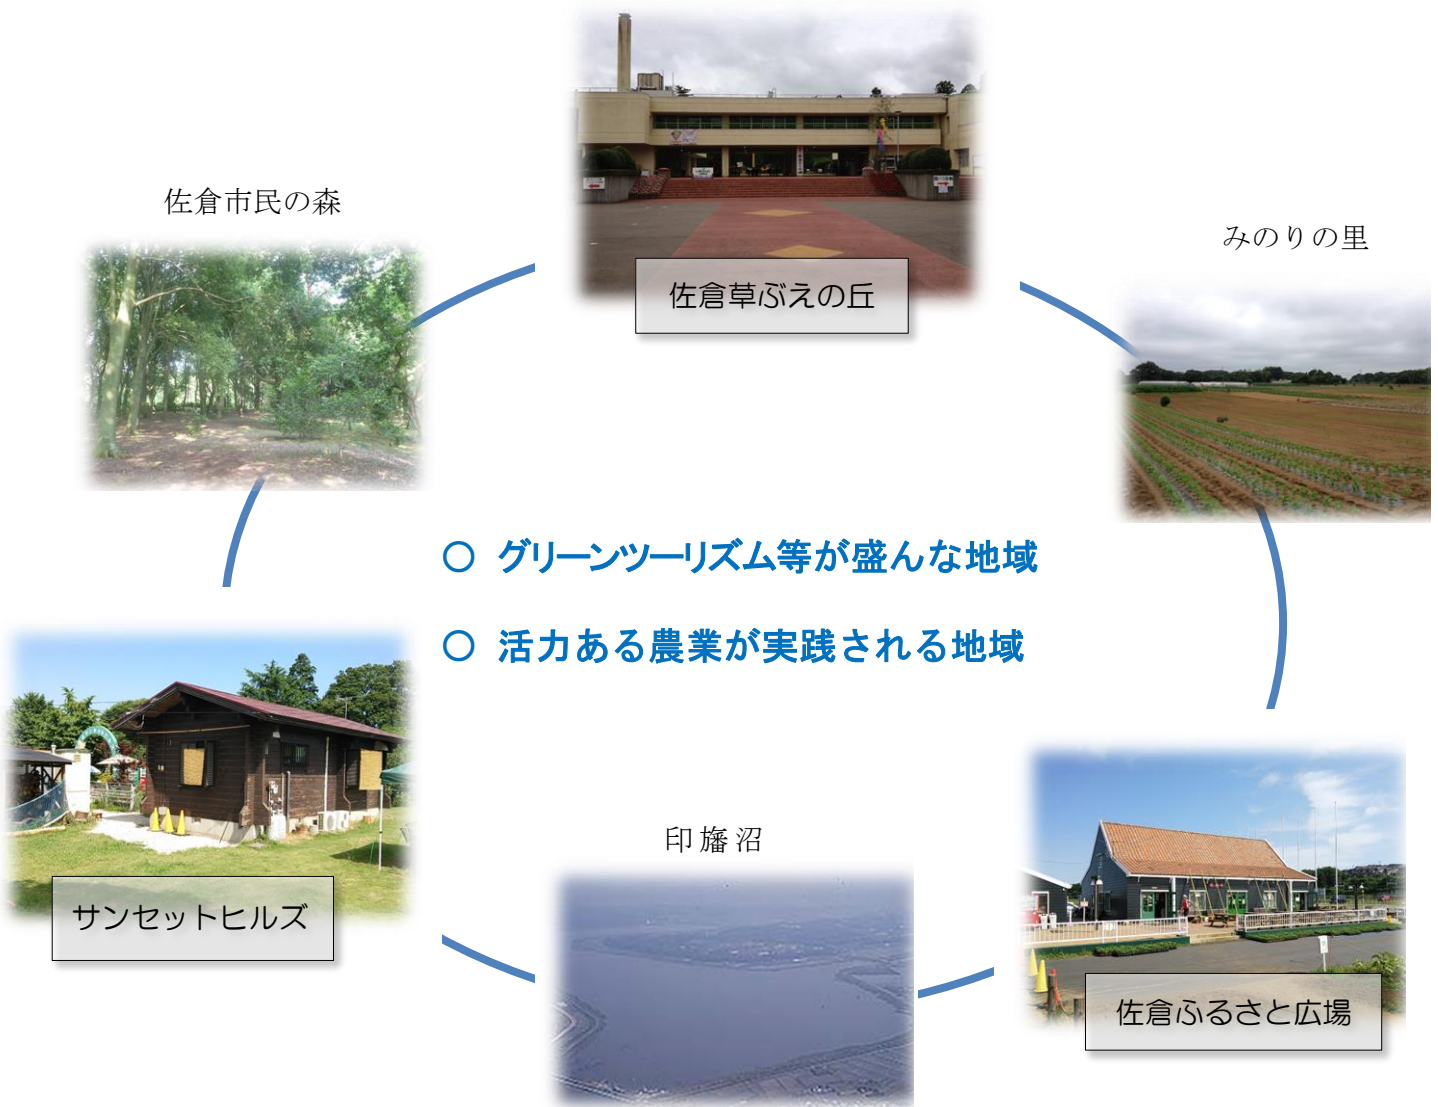 佐倉市民の森
みのりの里
佐倉草ぶえの丘
〇 グリーンツーリズム等が盛んな地域
〇 活力ある農業が実践される地域
印旛沼
サンセットヒルズ
佐倉ふるさと広場